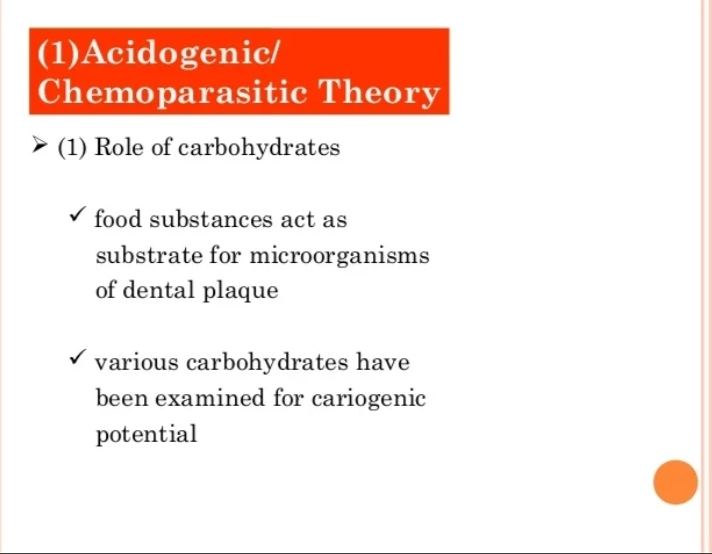 (1)Acidogenic/
Chemoparasitic Theory
➢ (1) Role of carbohydrates
✓ food substances act as
substrate for microorganisms
of dental plaque
✓ various carbohydrates have
been examined for cariogenic
potential